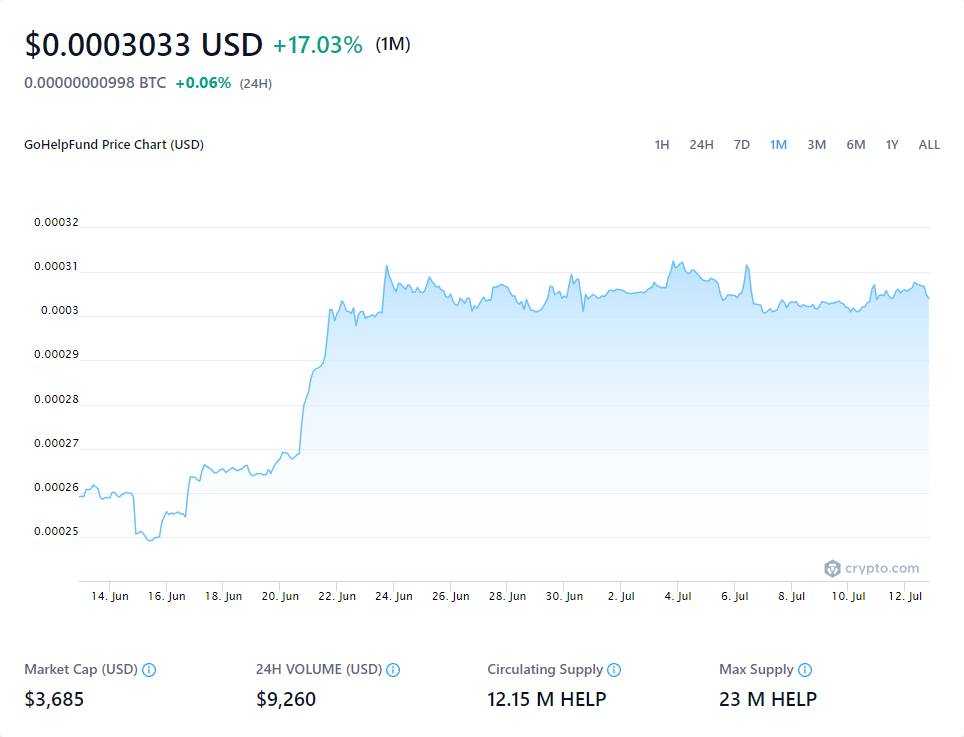 $0.0003033 USD +17.03% (1M)
0.00000000998 BTC +0.06% (24H)
GoHelpFund Price Chart (USD) 1H 24H 7D 1M 3M 6M 1Y ALL
0.00032
0.00031
0.0003
0.00029
0.00028
0.00027
0.00026
0.00025
crypto.com
14. Jun 16. Jun 18. Jun 20. Jun 22. Jun 24. Jun 26. Jun 28. Jun 30. Jun 2. Jul 4. Jul 6. Jul 8. Jul 10. Jul 12. Jul
Market Cap (USD) 24H VOLUME (USD) Circulating Supply Max Supply
$3,685 $9,260 12.15 M HELP 23 M HELP